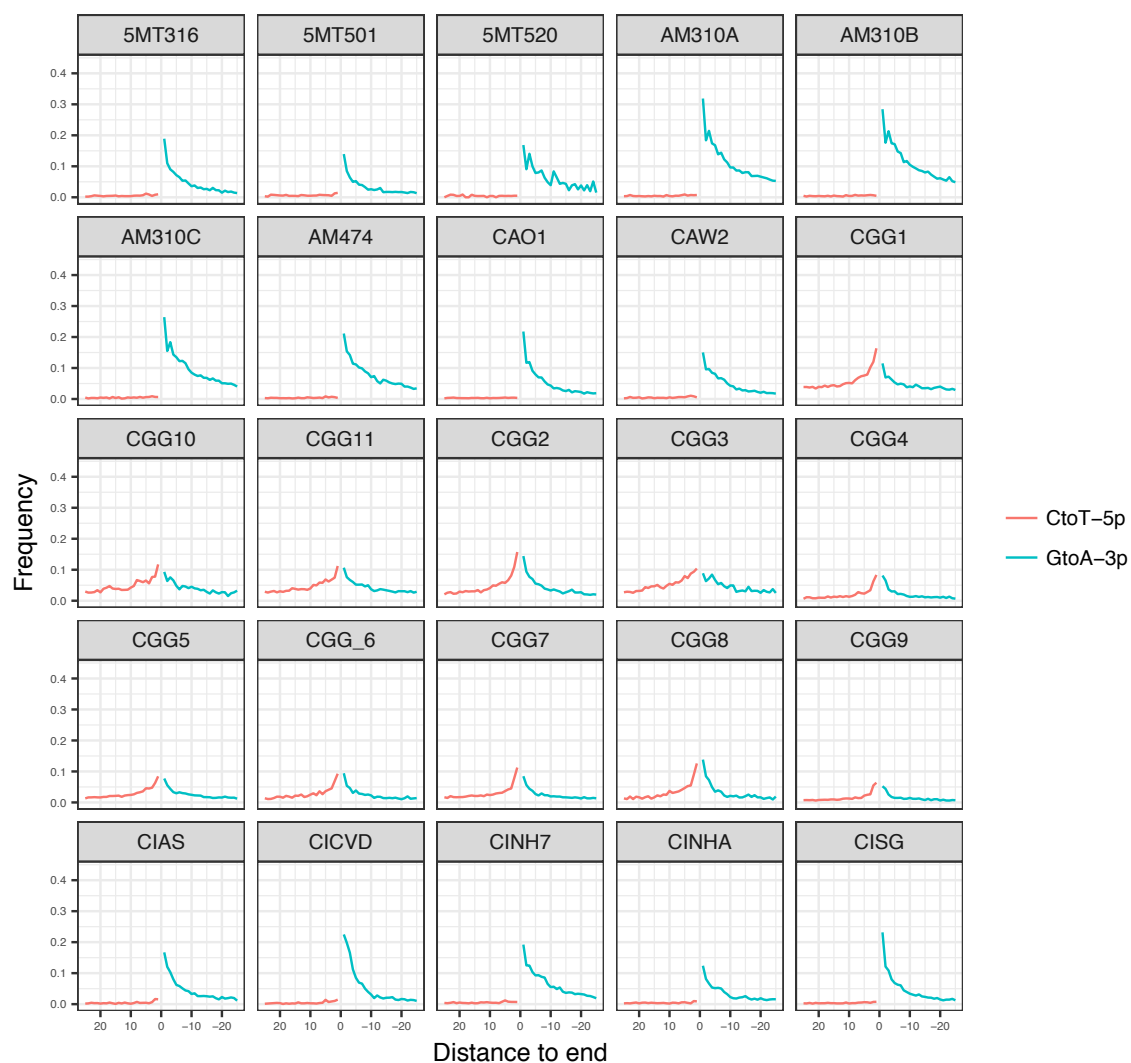 5MT316 5MT501 5MT520 AM310A AM310B
0.4
0.3
0.2
0.1
0.0
AM310C AM474 CAO1 CAW2 CGG1
0.4
0.3
0.2
0.1
0.0
CGG10 CGG11 CGG2 CGG3 CGG4
0.4
0.3
0.2
0.1
0.0
CGG5 CGG_6 CGG7 CGG8 CGG9
0.4
0.3
0.2
0.1
0.0
CIAS CICVD CINH7 CINHA CISG
0.4
0.3
0.2
0.1
0.0
20 10 0 −10 −20 20 10 0 −10 −20 20 10 0 −10 −20 20 10 0 −10 −20 20 10 0 −10 −20
Distance to end
Frequency
CtoT−5p
GtoA−3p